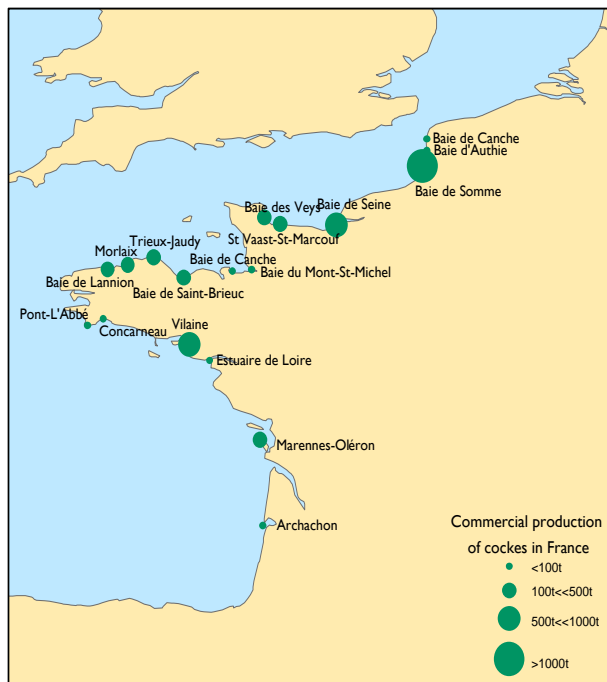 Baie de Canche
Baie d'Authie
Baie de Somme
Baie de Seine
Baie des Veys
St Vaast-St-Marcouf
Trieux-Jaudy
Morlaix
Baie de Canche
Baie du Mont-St-Michel
Baie de Lannion
Baie de Saint-Brieuc
Pont-L'Abbé
Concarneau
Vilaine
Estuaire de Loire
Marennes-Oléron
Archachon
Commercial production
of cockes in France
<100t
100t<<500t
500t<<1000t
>1000t